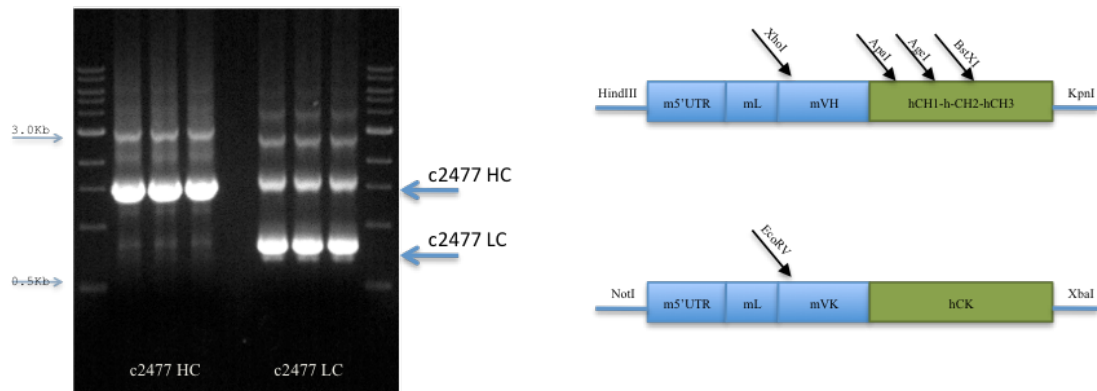 3.0Kb
0.5Kb
c2477 HC
c2477 LC
c2477 HC
c2477 LC
XhoI
ApaI
AgeI
BstXI
HindIII
m5'UTR
mL
mVH
hCH1-h-CH2-hCH3
KpnI
EcoRV
NotI
m5'UTR
mL
mVK
hCK
XbaI